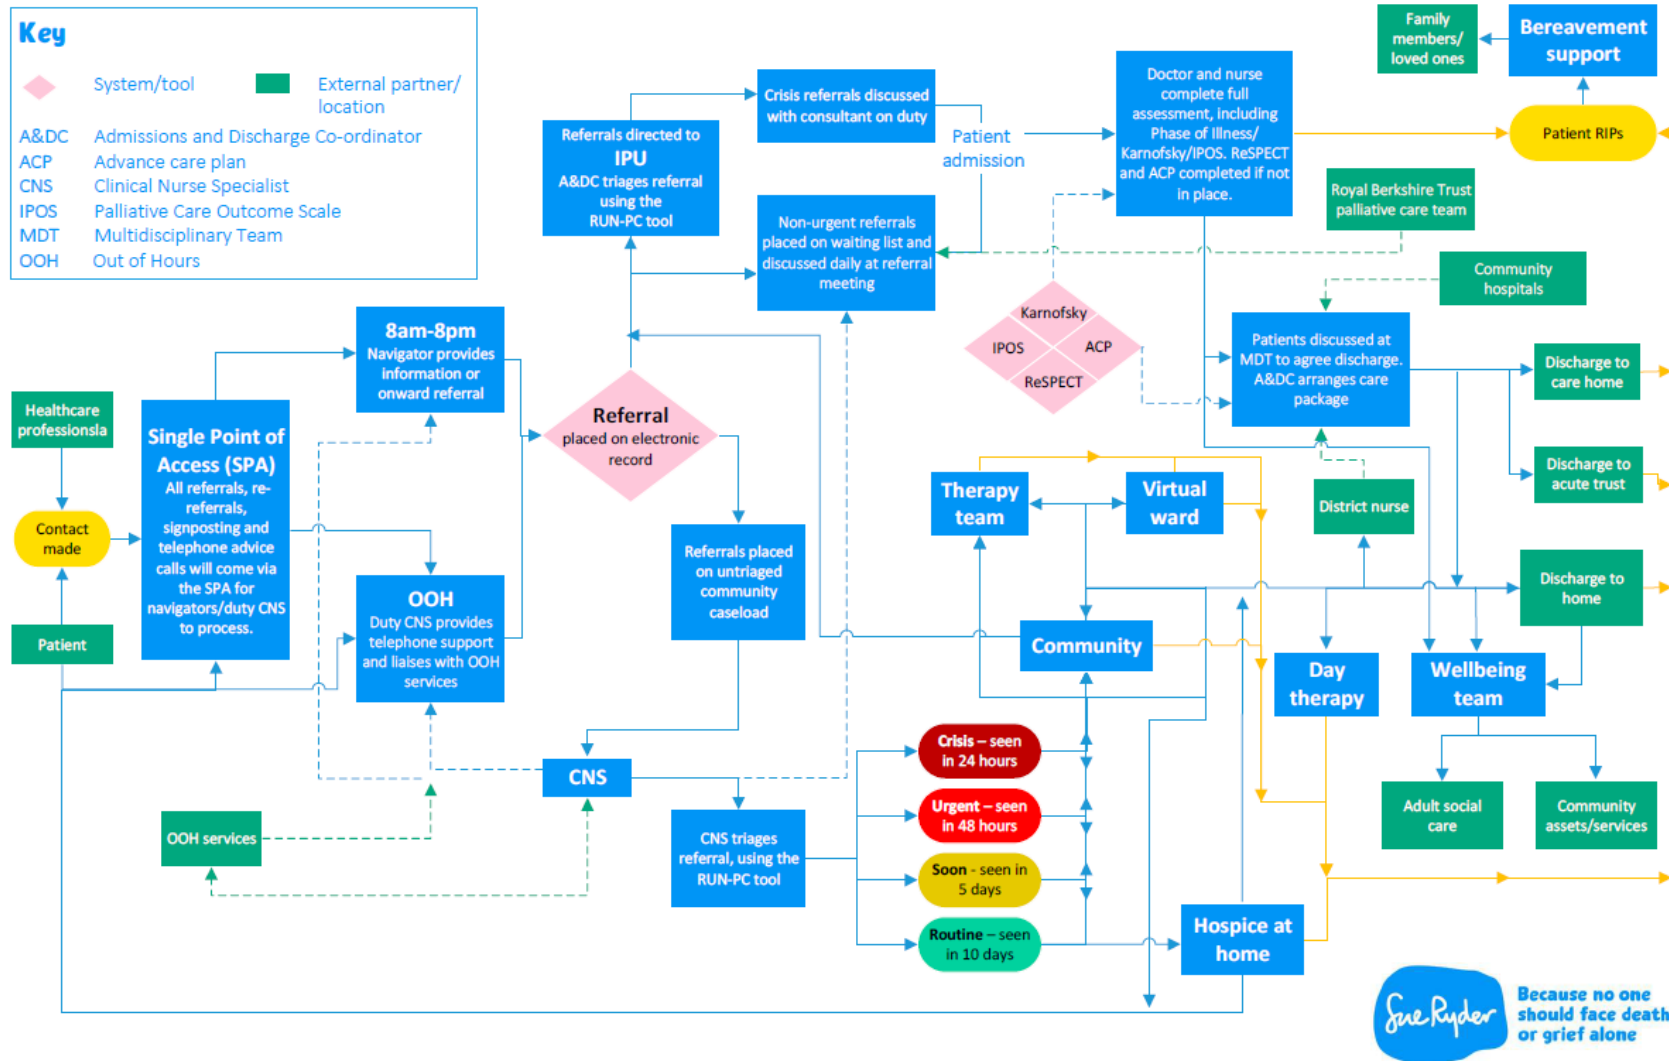 Key
System/tool
External partner/
location
A&DC Admissions and Discharge Co-ordinator
ACP Advance care plan
CNS Clinical Nurse Specialist
IPOS Palliative Care Outcome Scale
MDT Multidisciplinary Team
OOH Out of Hours
Healthcare
professionsla
Contact
made
Patient
Single Point of
Access (SPA)
All referrals, re-
referrals,
signposting and
telephone advice
calls will come via
the SPA for
navigators/duty CNS
to process.
8am-8pm
Navigator provides
information or
onward referral
OOH
Duty CNS provides
telephone support
and liaises with OOH
services
OOH services
Referral
placed on electronic
record
Referrals directed to
IPU
A&DC triages referral
using the
RUN-PC tool
Crisis referrals discussed
with consultant on duty
Non-urgent referrals
placed on waiting list and
discussed daily at referral
meeting
Patient
admission
Referrals placed
on untriaged
community
caseload
CNS
CNS triages
referral, using the
RUN-PC tool
Crisis – seen
in 24 hours
Urgent – seen
in 48 hours
Soon - seen in
5 days
Routine – seen
in 10 days
Doctor and nurse
complete full
assessment, including
Phase of Illness/
Karnofsky/IPOS. ReSPECT
and ACP completed if not
in place.
Karnofsky
IPOS
ACP
ReSPECT
Family
members/
loved ones
Bereavement
support
Patient RIPs
Royal Berkshire Trust
palliative care team
Community
hospitals
Patients discussed at
MDT to agree discharge.
A&DC arranges care
package
Discharge to
care home
Discharge to
acute trust
District nurse
Discharge to
home
Therapy
team
Virtual
ward
Community
Day
therapy
Wellbeing
team
Adult social
care
Community
assets/services
Hospice at
home
Sue Ryder
Because no one
should face death
or grief alone